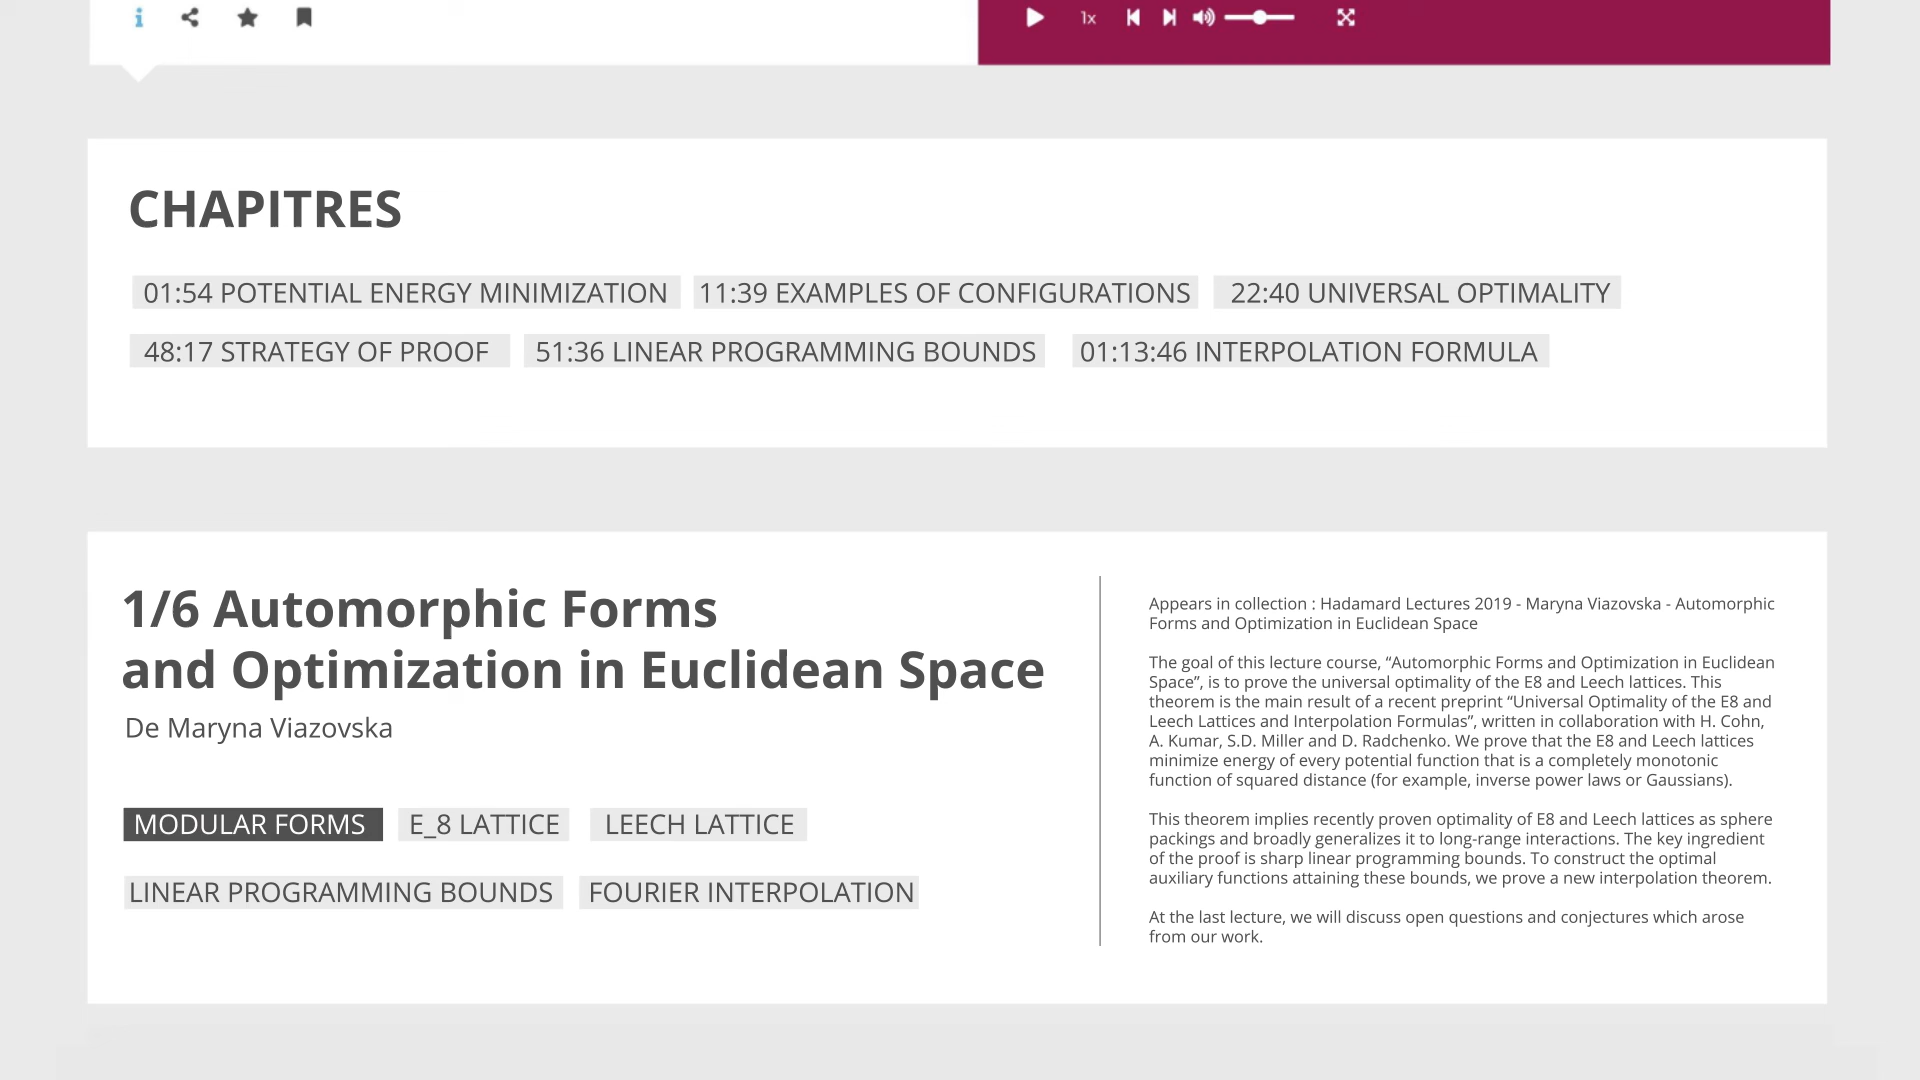 1x
CHAPITRES
01:54 POTENTIAL ENERGY MINIMIZATION 11:39 EXAMPLES OF CONFIGURATIONS 22:40 UNIVERSAL OPTIMALITY
48:17 STRATEGY OF PROOF 51:36 LINEAR PROGRAMMING BOUNDS 01:13:46 INTERPOLATION FORMULA
1/6 Automorphic Forms
and Optimization in Euclidean Space
De Maryna Viazovska
MODULAR FORMS E_8 LATTICE LEECH LATTICE
LINEAR PROGRAMMING BOUNDS FOURIER INTERPOLATION
Appears in collection : Hadamard Lectures 2019 - Maryna Viazovska - Automorphic
Forms and Optimization in Euclidean Space
The goal of this lecture course, “Automorphic Forms and Optimization in Euclidean
Space”, is to prove the universal optimality of the E8 and Leech lattices. This
theorem is the main result of a recent preprint “Universal Optimality of the E8 and
Leech Lattices and Interpolation Formulas”, written in collaboration with H. Cohn,
A. Kumar, S.D. Miller and D. Radchenko. We prove that the E8 and Leech lattices
minimize energy of every potential function that is a completely monotonic
function of squared distance (for example, inverse power laws or Gaussians).
This theorem implies recently proven optimality of E8 and Leech lattices as sphere
packings and broadly generalizes it to long-range interactions. The key ingredient
of the proof is sharp linear programming bounds. To construct the optimal
auxiliary functions attaining these bounds, we prove a new interpolation theorem.
At the last lecture, we will discuss open questions and conjectures which arose
from our work.